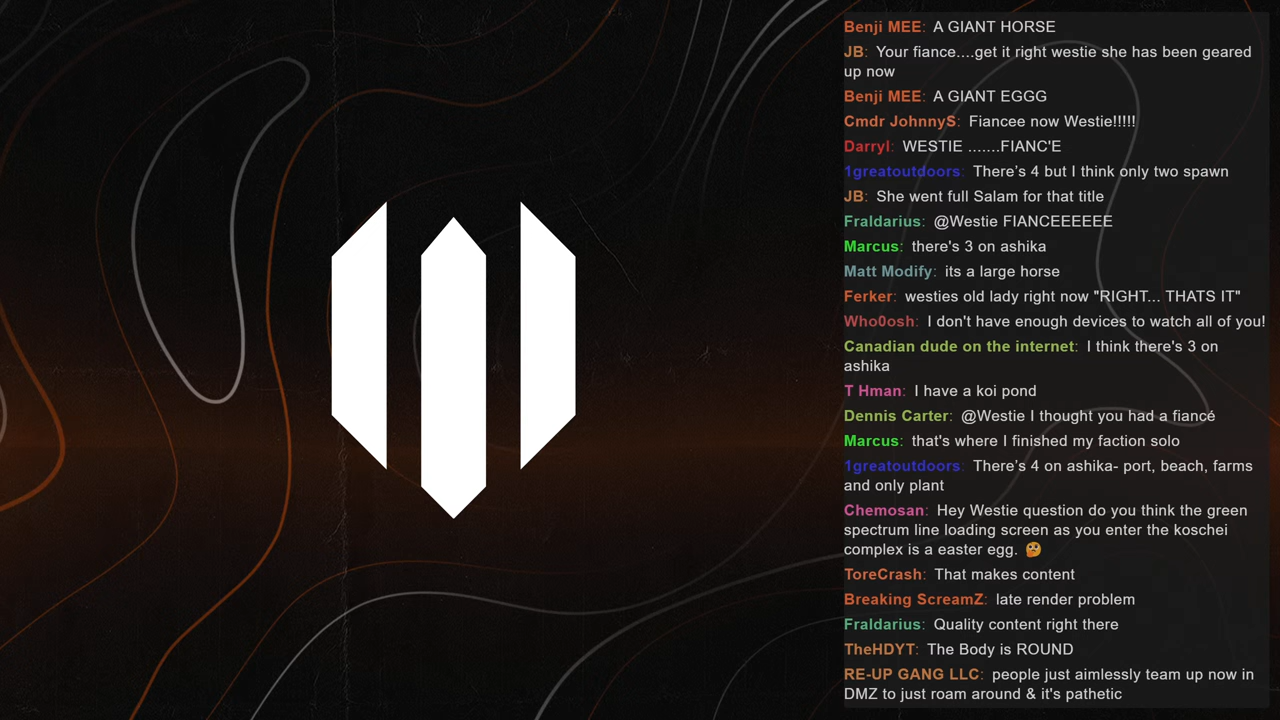 Benji MEE: A GIANT HORSE
JB: Your fiance....get it right westie she has been geared
up now
Benji MEE: A GIANT EGGG
Cmdr JohnnyS: Fiancee now Westie!!!!!
Darryl: WESTIE .......FIANC'E
1greatoutdoors: There’s 4 but I think only two spawn
JB: She went full Salam for that title
Fraldarius: @Westie FIANCEEEEEE
Marcus: there's 3 on ashika
Matt Modify: its a large horse
Ferker: westies old lady right now "RIGHT... THATS IT"
Who0osh: I don't have enough devices to watch all of you!
Canadian dude on the internet: I think there's 3 on
ashika
T Hman: I have a koi pond
Dennis Carter: @Westie I thought you had a fiancé
Marcus: that's where I finished my faction solo
1greatoutdoors: There’s 4 on ashika- port, beach, farms
and only plant
Chemosan: Hey Westie question do you think the green
spectrum line loading screen as you enter the koschei
complex is a easter egg. 🤔
ToreCrash: That makes content
Breaking ScreamZ: late render problem
Fraldarius: Quality content right there
TheHDYT: The Body is ROUND
RE-UP GANG LLC: people just aimlessly team up now in
DMZ to just roam around & it's pathetic